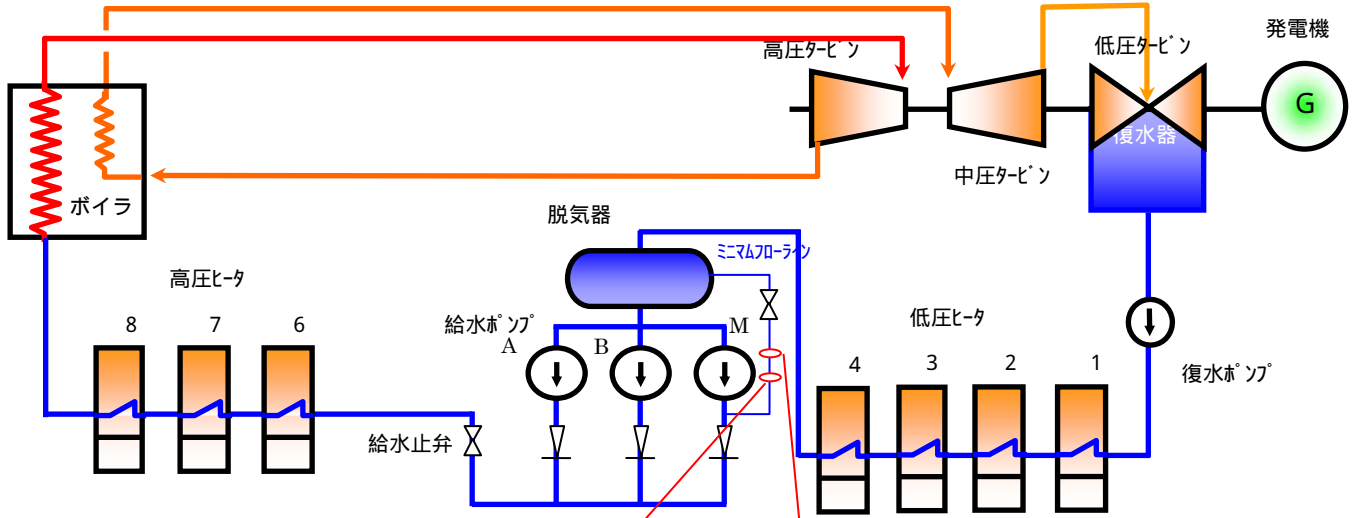 発電機
高圧ﾀｰﾋﾞﾝ
低圧ﾀｰﾋﾞﾝ
G
復水器
中圧ﾀｰﾋﾞﾝ
ボイラ
脱気器
ﾐﾆﾏﾑﾌﾛｰﾗｲﾝ
高圧ﾋｰﾀ
8 7 6
給水ﾎﾟﾝﾌﾟ
A B M
低圧ﾋｰﾀ
4 3 2 1
復水ﾎﾟﾝﾌﾟ
給水止弁